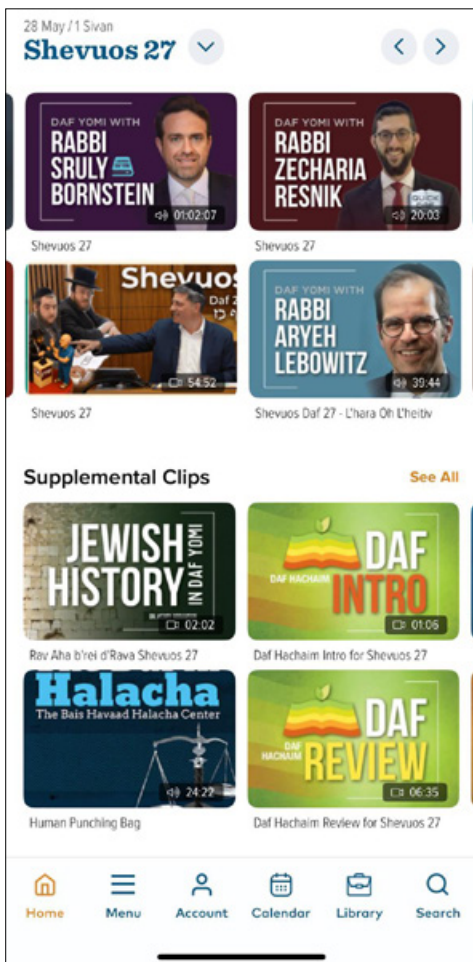 28 May / 1 Sivan
Shevuos 27
DAF YOMI WITH
RABBI
SRULY
BORNSTEIN
01:02:07
Shevuos 27
DAF YOMI WITH
RABBI
ZECHARIA
RESNIK
QUICK
20:03
Shevuos 27
Shevuos
Daf 2
כז
54:52
Shevuos 27
DAF YOMI WITH
RABBI
ARYEH
LEBOWITZ
39:44
Shevuos Daf 27 - L'hara Oh L'heitiv
Supplemental Clips
See All
JEWISH
HISTORY
IN DAF YOMI
02:02
Rav Aha b'rei d'Rava Shevuos 27
DAF HACHAIM
DAF
INTRO
01:06
Daf Hachaim Intro for Shevuos 27
Halacha
The Bais Havaad Halacha Center
24:22
Human Punching Bag
DAF
HACHAIM
DAF
REVIEW
06:35
Daf Hachaim Review for Shevuos 27
Home
Menu
Account
Calendar
Library
Search